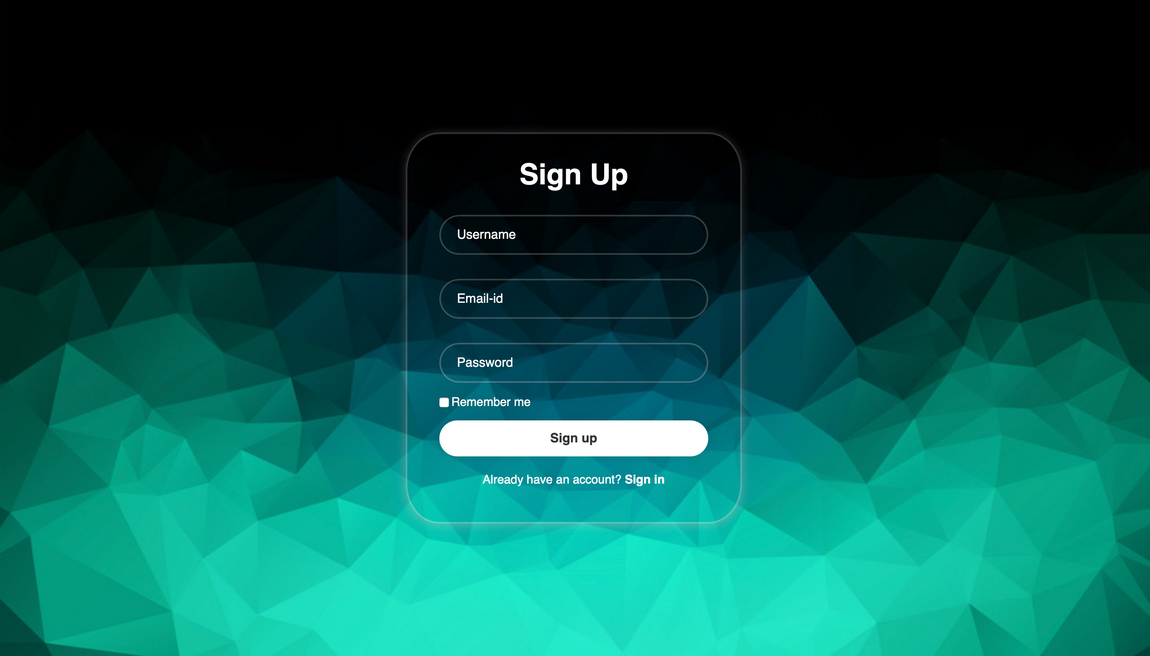 Sign Up
Username
Email-id
Password
Remember me
Sign up
Already have an account? Sign in